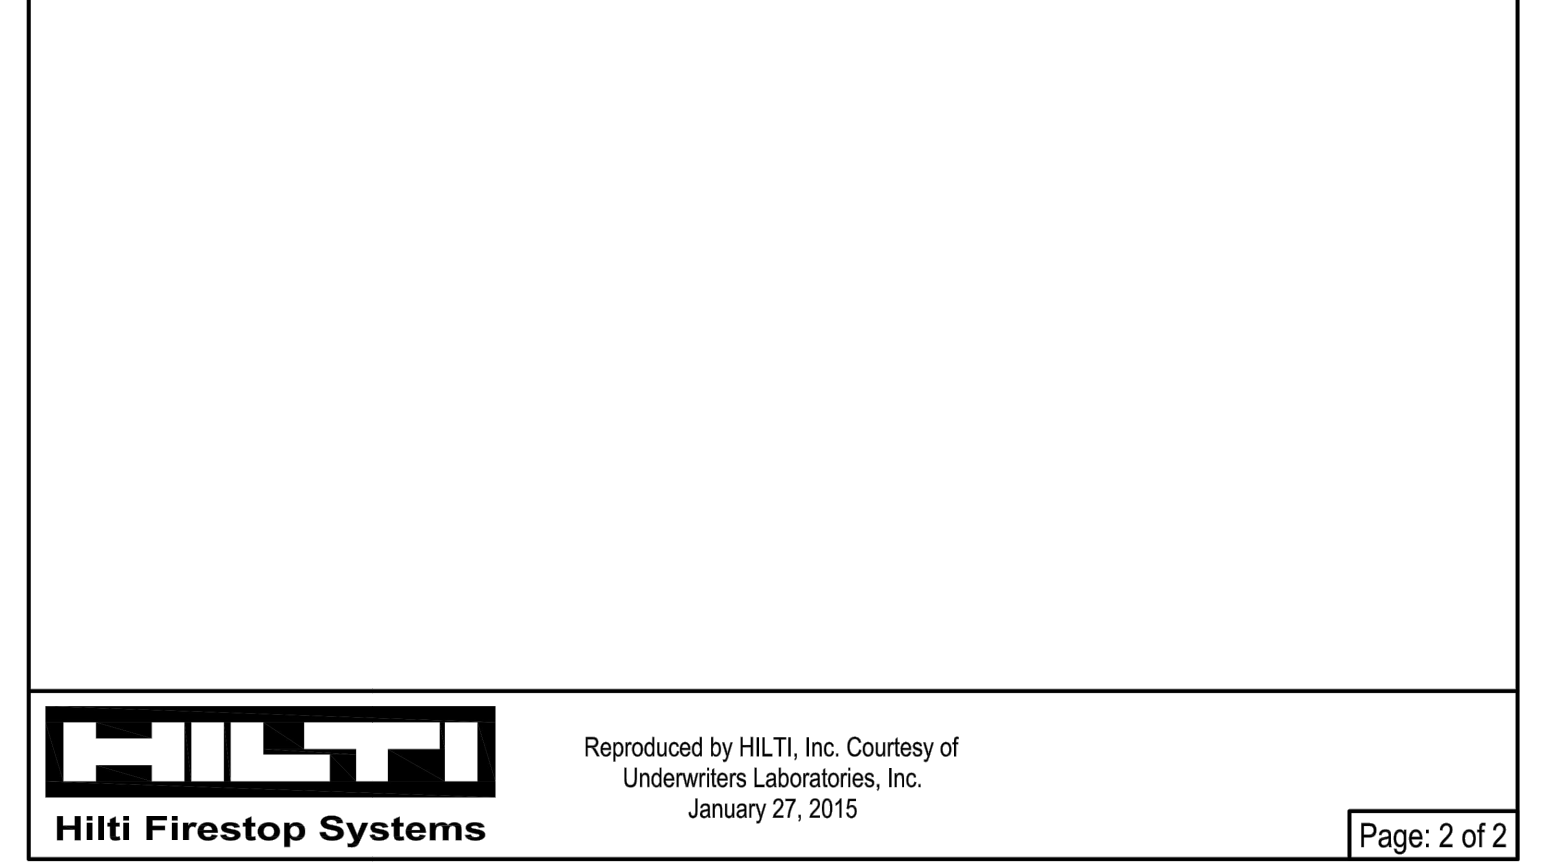 HILTI
Hilti Firestop Systems
Reproduced by HILTI, Inc. Courtesy of
Underwriters Laboratories, Inc.
January 27, 2015
Page: 2 of 2